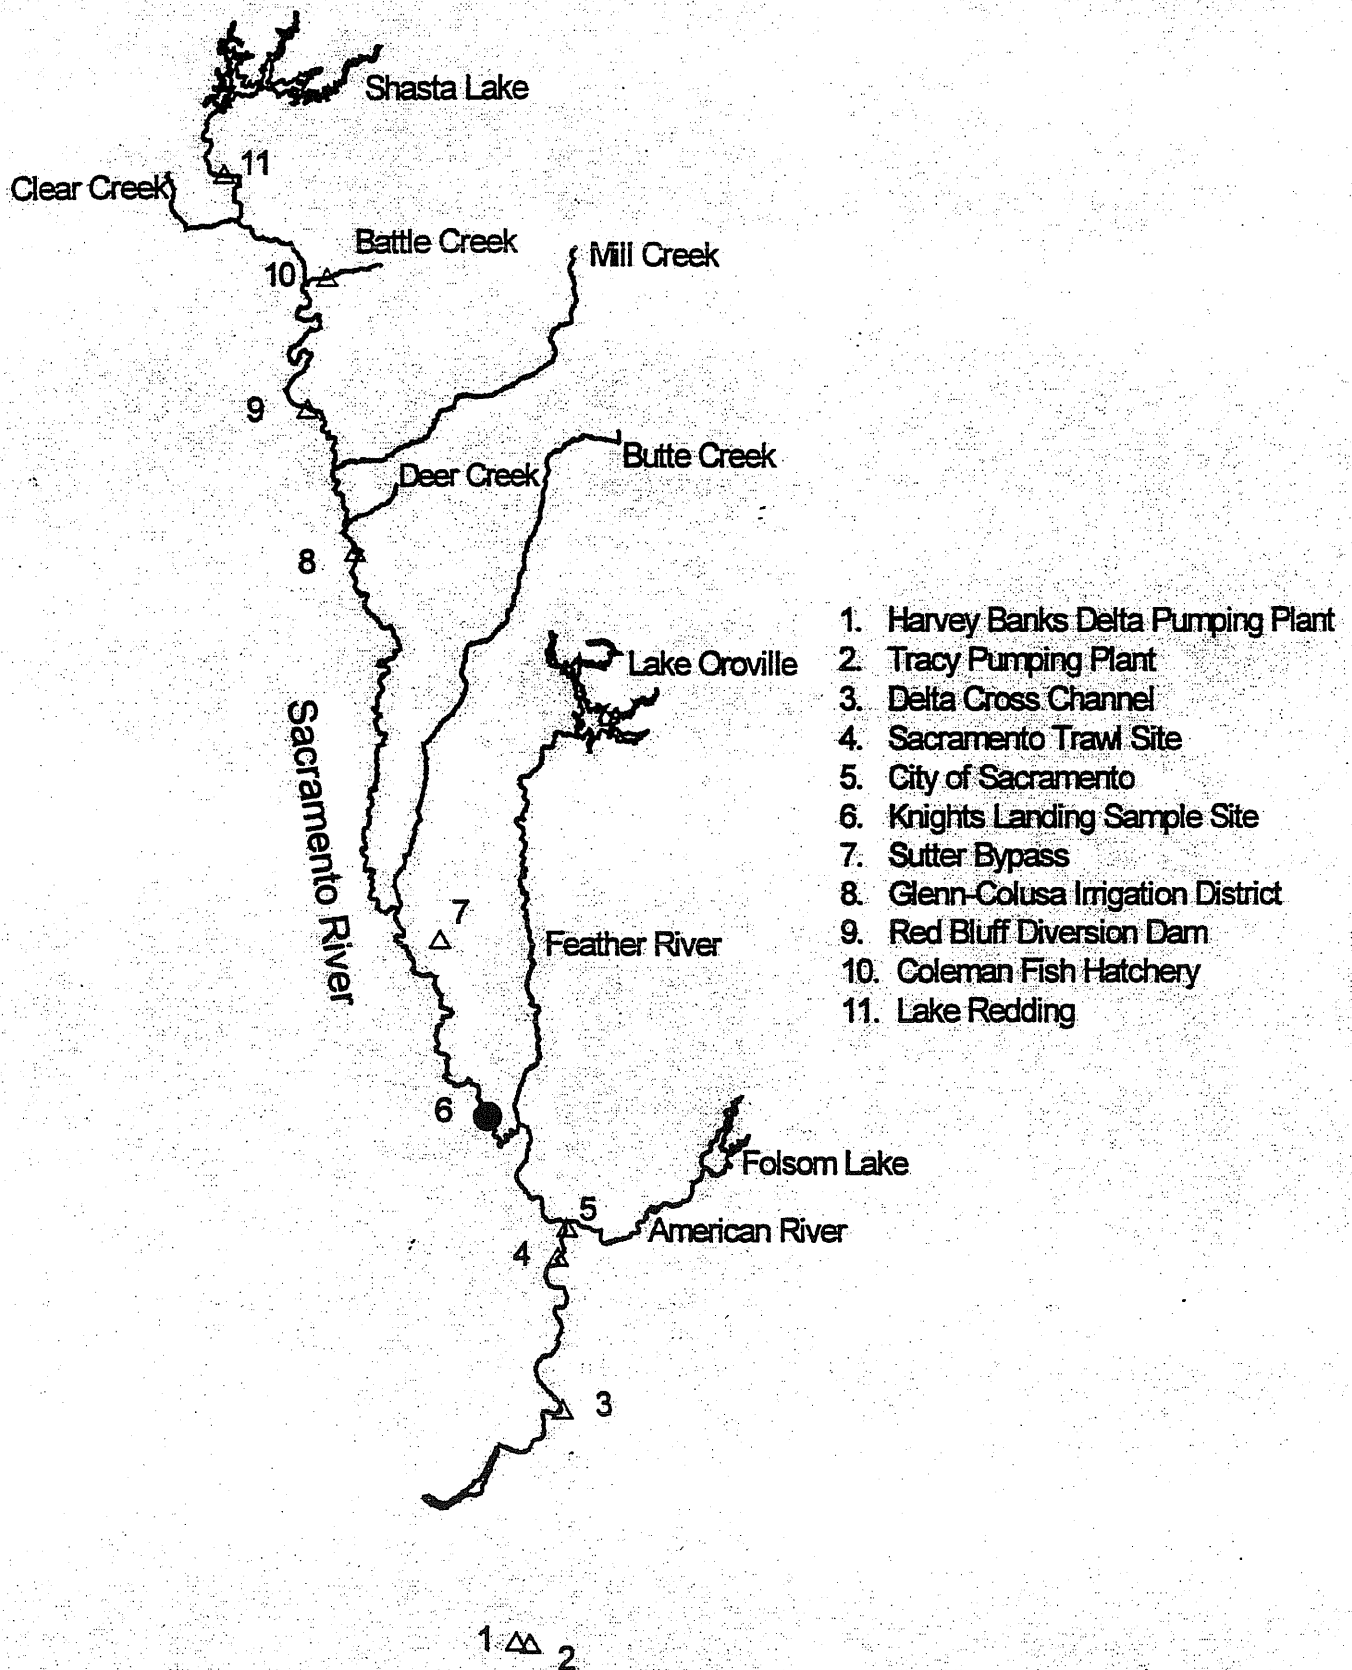 Shasta Lake
11
Clear Creek
Battle Creek
10
Mill Creek
9
Butte Creek
Deer Creek
8
Lake Oroville
Sacramento River
7
Feather River
6
Folsom Lake
5
American River
4
3
1
2
1. Harvey Banks Delta Pumping Plant
2. Tracy Pumping Plant
3. Delta Cross Channel
4. Sacramento Trawl Site
5. City of Sacramento
6. Knights Landing Sample Site
7. Sutter Bypass
8. Glenn-Colusa Irrigation District
9. Red Bluff Diversion Dam
10. Coleman Fish Hatchery
11. Lake Redding